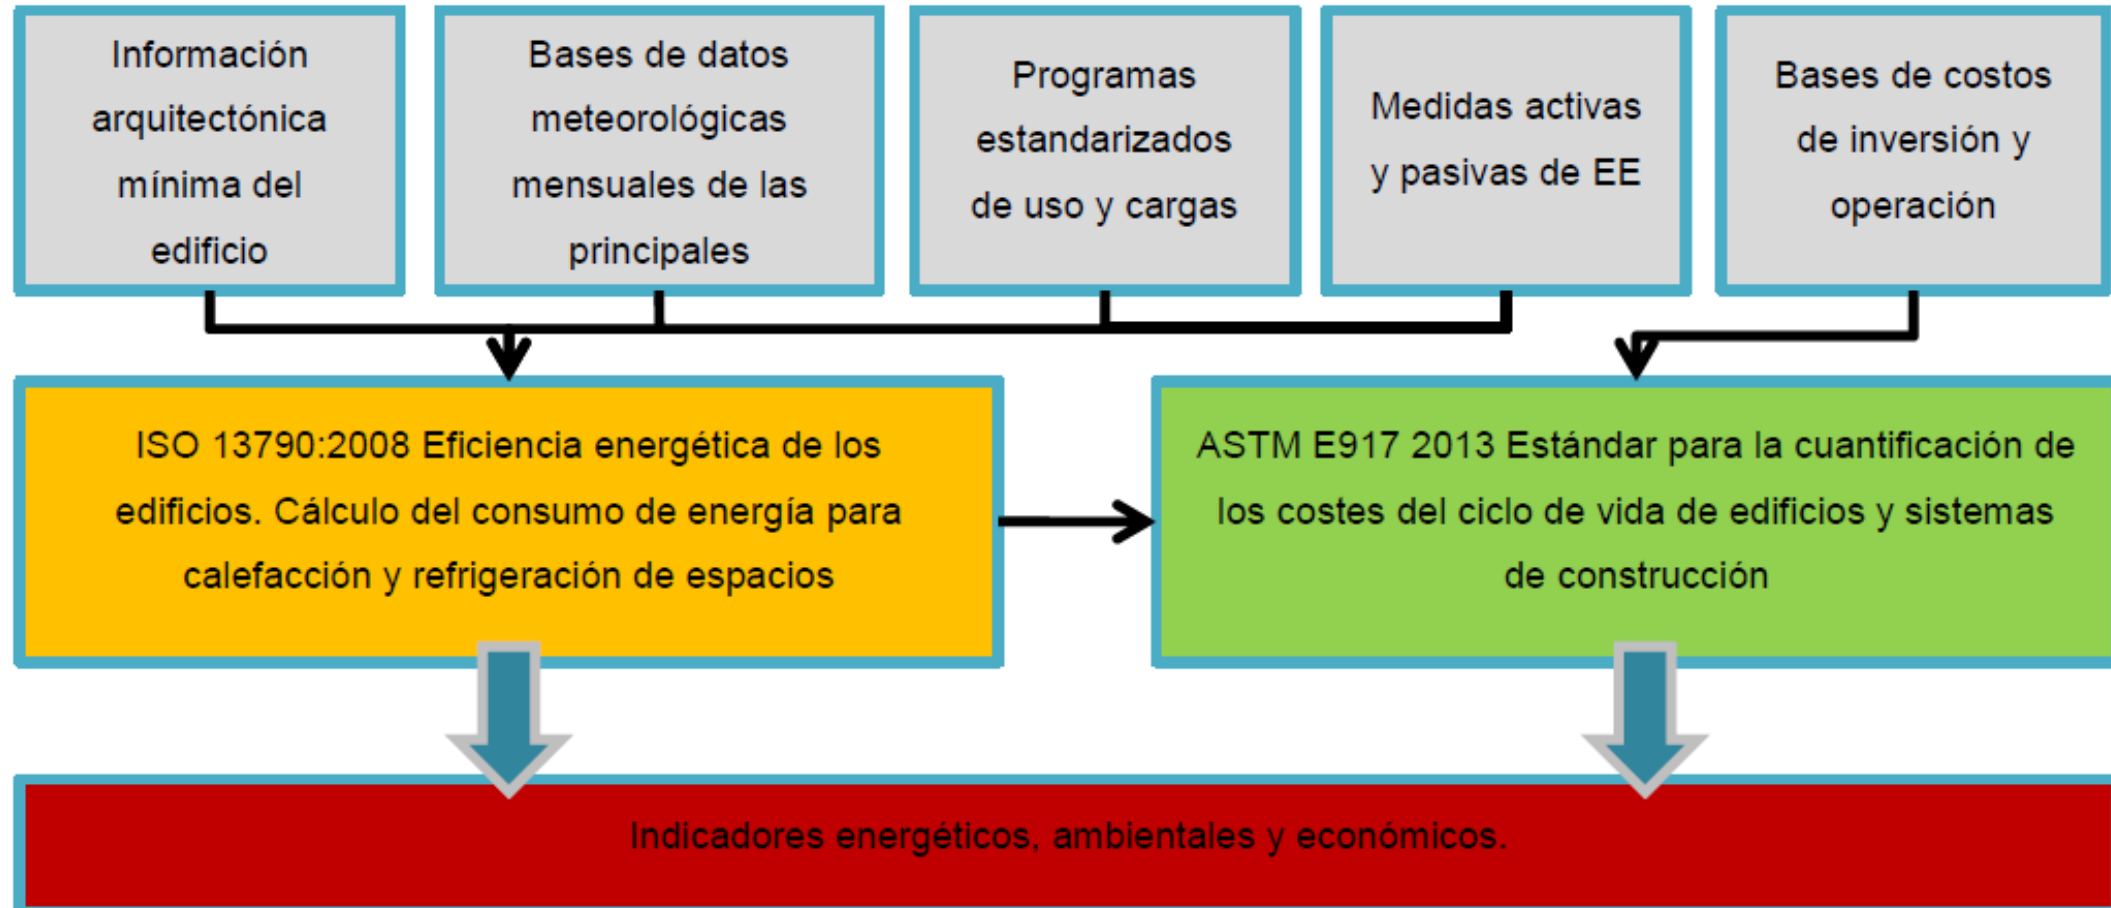 Información
arquitectónica
mínima del
edificio
Bases de datos
meteorológicas
mensuales de las
principales
Programas
estandarizados
de uso y cargas
Medidas activas
y pasivas de EE
Bases de costos
de inversión y
operación
ISO 13790:2008 Eficiencia energética de los
edificios. Cálculo del consumo de energía para
calefacción y refrigeración de espacios
ASTM E917 2013 Estándar para la cuantificación de
los costes del ciclo de vida de edificios y sistemas
de construcción
Indicadores energéticos, ambientales y económicos.